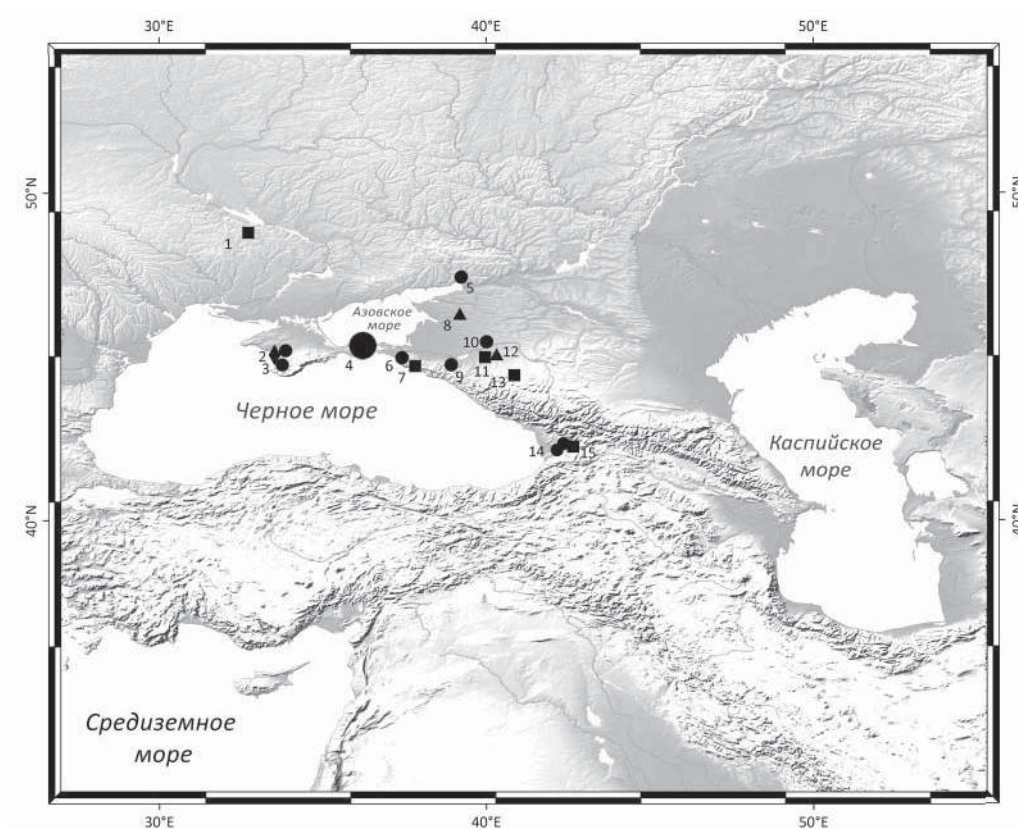 30°E 40°E 50°E
50°N 50°N
1
5
Азовское
море
8
10 12
2 4 6 11
3 7 9 13
Черное море
14 15
Каспийское
море
40°N 40°N
Средиземное
море
30°E 40°E 50°E